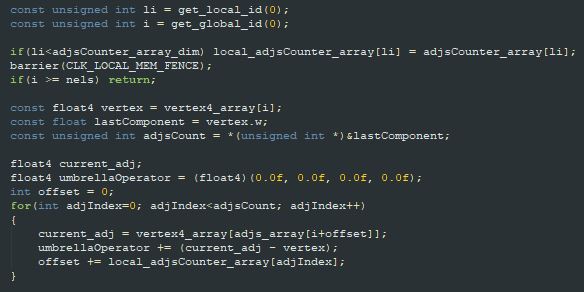 const unsigned int li = get_local_id(0);
const unsigned int i = get_global_id(0);
if(li<adjsCounter_array_dim) local_adjsCounter_array[li] = adjsCounter_array[li];
barrier(CLK_LOCAL_MEM_FENCE);
if(i >= nels) return;
const float4 vertex = vertex4_array[i];
const float lastComponent = vertex.w;
const unsigned int adjsCount = *(unsigned int *)&lastComponent;
float4 current_adj;
float4 umbrellaOperator = (float4)(0.0f, 0.0f, 0.0f, 0.0f);
int offset = 0;
for(int adjIndex=0; adjIndex<adjsCount; adjIndex++)
{
    current_adj = vertex4_array[adjs_array[i+offset]];
    umbrellaOperator += (current_adj - vertex);
    offset += local_adjsCounter_array[adjIndex];
}